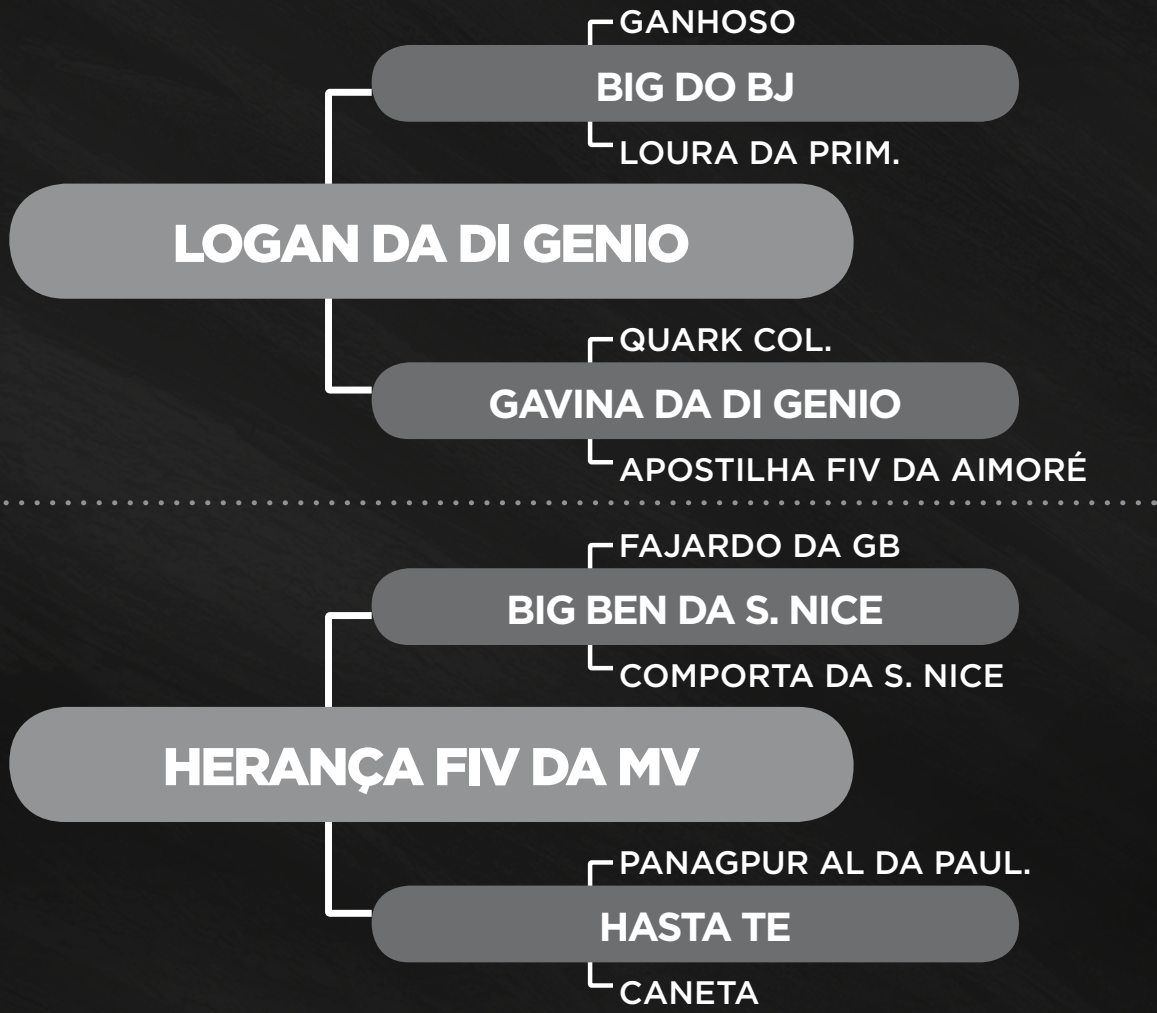 GANHOSO
BIG DO BJ
LOURA DA PRIM.
LOGAN DA DI GENIO
QUARK COL.
GAVINA DA DI GENIO
APOSTILHA FIV DA AIMORÉ
FAJARDO DA GB
BIG BEN DA S. NICE
COMPORTA DA S. NICE
HERANÇA FIV DA MV
PANAGPUR AL DA PAUL.
HASTA TE
CANETA